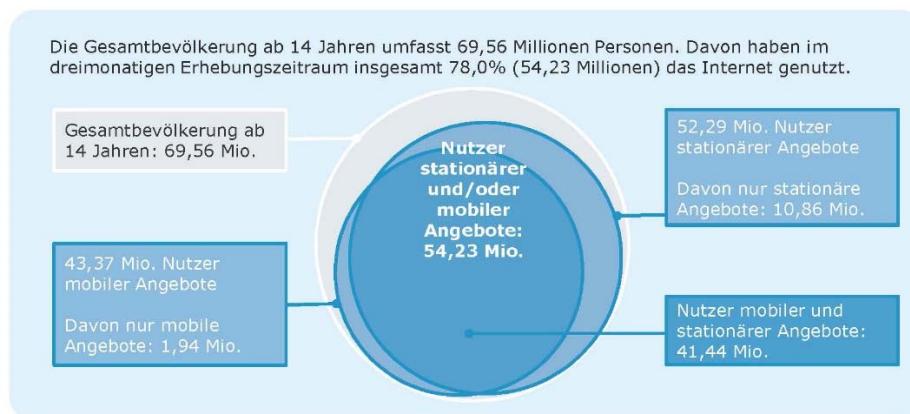 Die Gesamtbevölkerung ab 14 Jahren umfasst 69,56 Millionen Personen. Davon haben im
dreimonatigen Erhebungszeitraum insgesamt 78,0% (54,23 Millionen) das Internet genutzt.
Gesamtbevölkerung ab
14 Jahren: 69,56 Mio.
Nutzer
stationärer
und/oder
mobiler
Angebote:
54,23 Mio.
52,29 Mio. Nutzer
stationärer Angebote
Davon nur stationäre
Angebote: 10,86 Mio.
43,37 Mio. Nutzer
mobiler Angebote
Davon nur mobile
Angebote: 1,94 Mio.
Nutzer mobiler und
stationärer Angebote:
41,44 Mio.